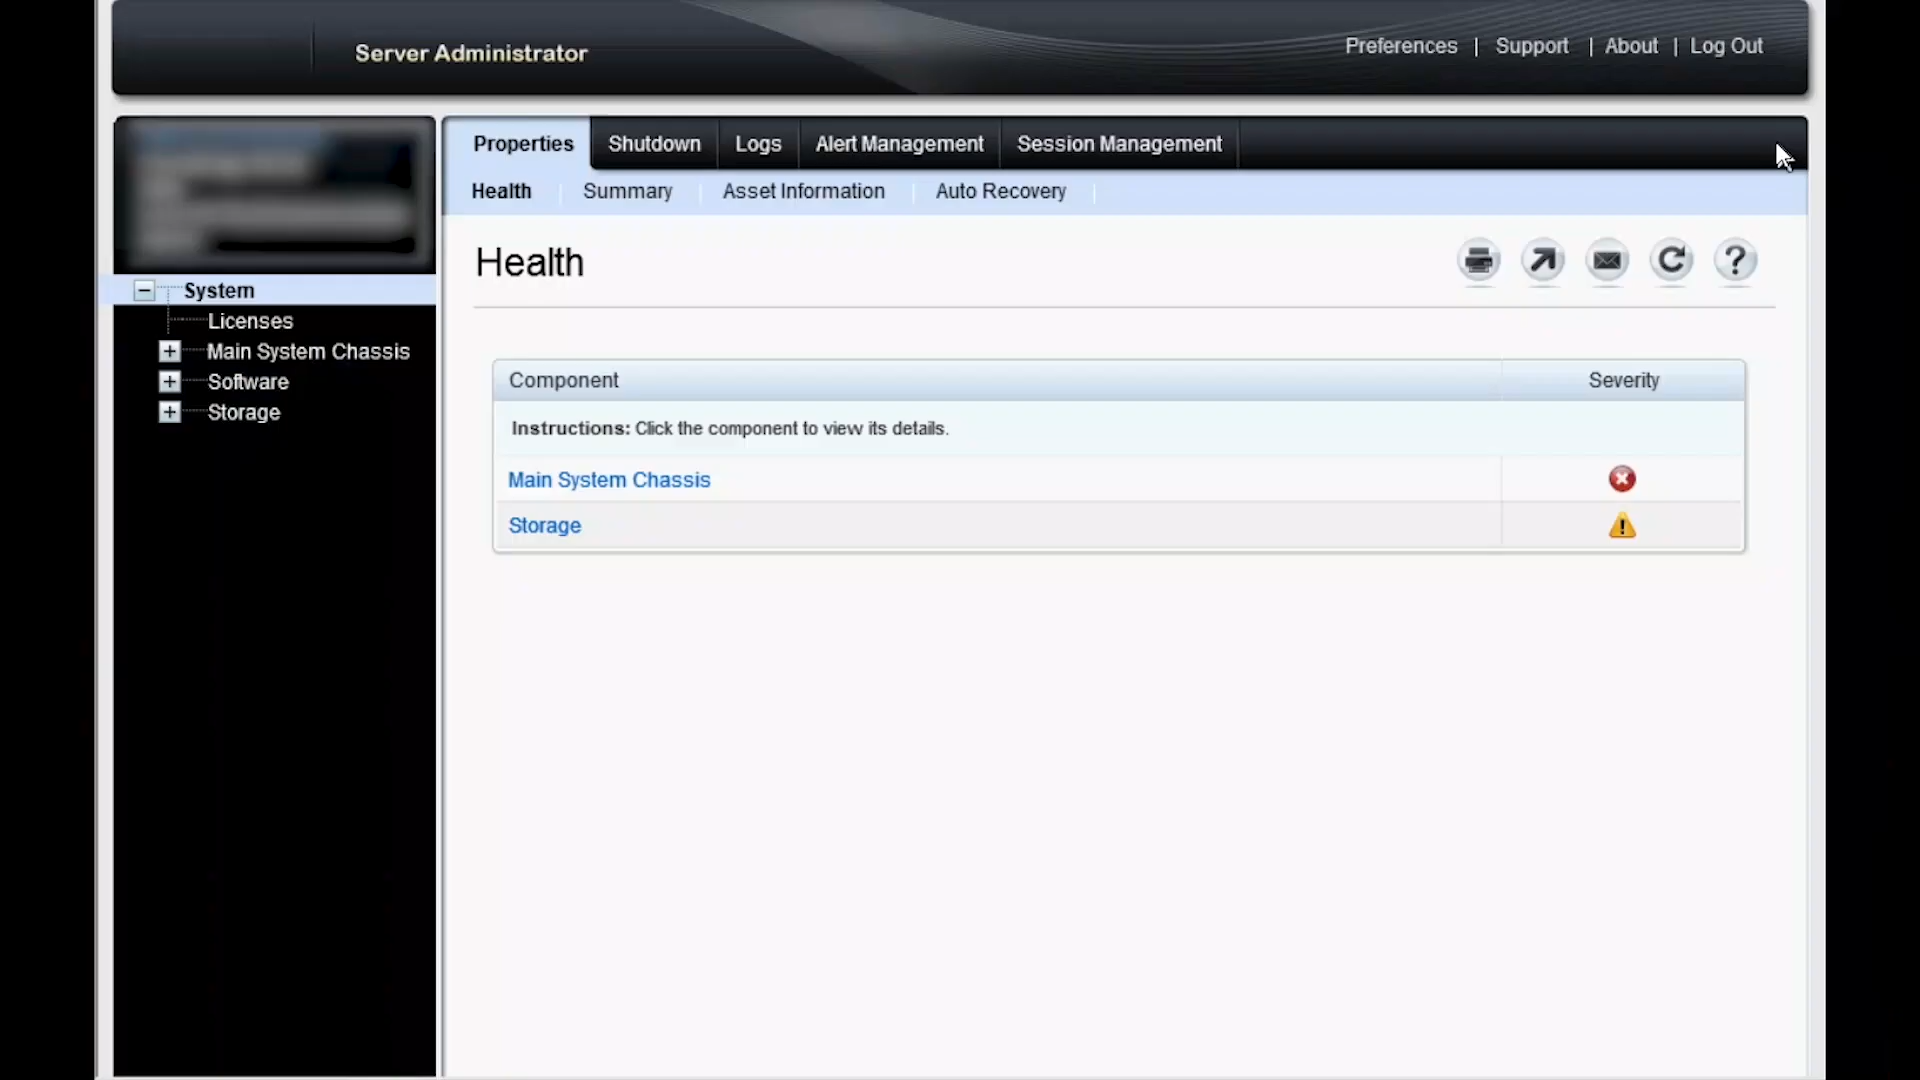 Server Administrator
Preferences | Support | About | Log Out
Properties Shutdown Logs Alert Management Session Management
Health Summary Asset Information Auto Recovery
System
Licenses
Main System Chassis
Software
Storage
Health
Component Severity
Instructions: Click the component to view its details.
Main System Chassis
Storage